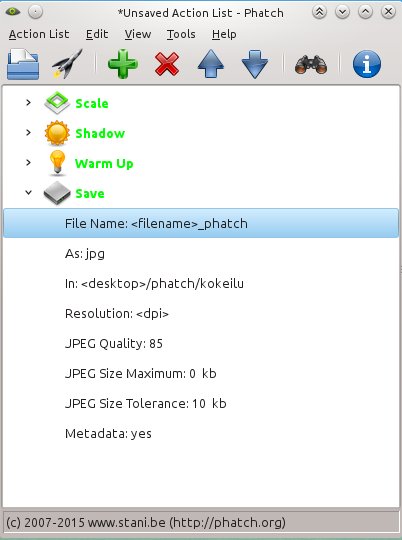 *Unsaved Action List - Phatch
Action List Edit View Tools Help
Scale
Shadow
Warm Up
Save
File Name: <filename>_phatch
As: jpg
In: <desktop>/phatch/kokeilu
Resolution: <dpi>
JPEG Quality: 85
JPEG Size Maximum: 0 kb
JPEG Size Tolerance: 10 kb
Metadata: yes
(c) 2007-2015 www.stani.be (http://phatch.org)